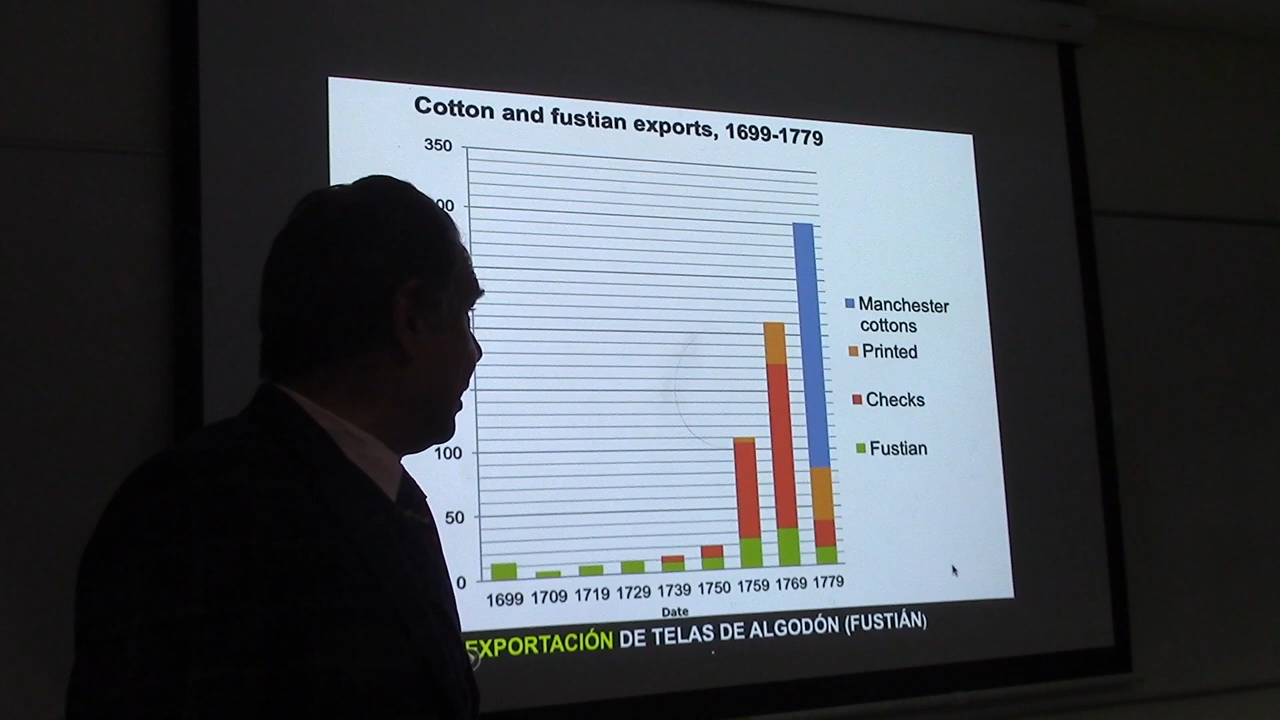 Cotton and fustian exports, 1699-1779
350
00
100
50
0
1699 1709 1719 1729 1739 1750 1759 1769 1779
Date
Manchester
cottons
Printed
Checks
Fustian
EXPORTACIÓN DE TELAS DE ALGODÓN (FUSTIÁN)